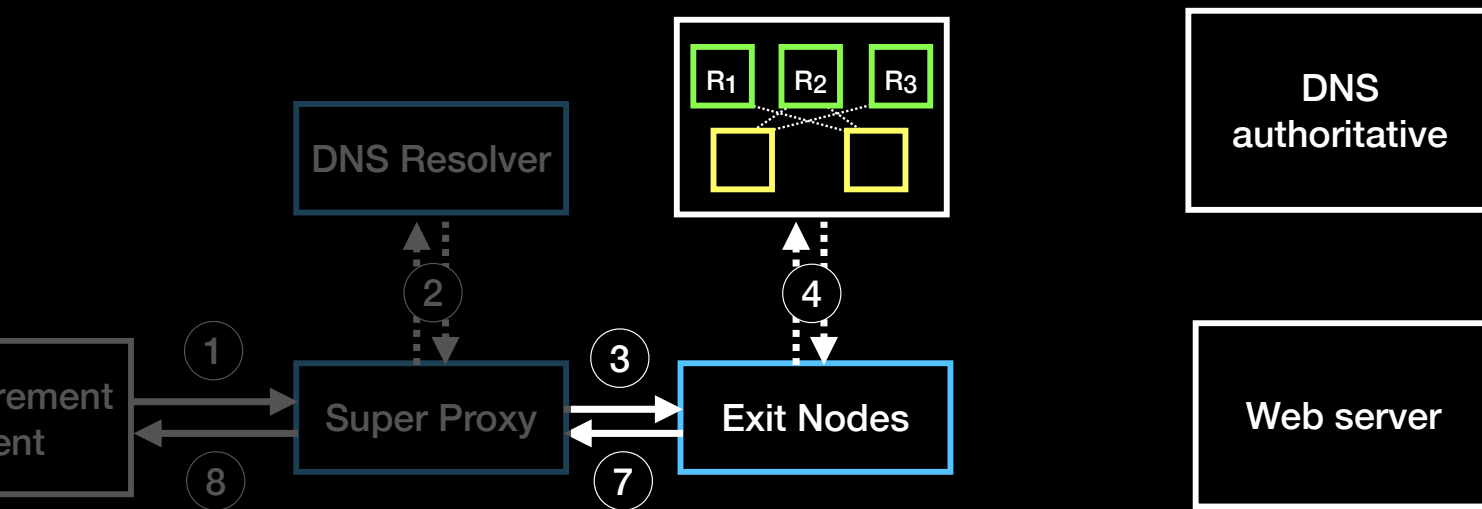 R1
R2
R3
DNS
authoritative
DNS Resolver
2
4
1
3
rement
ent
Super Proxy
Exit Nodes
Web server
8
7